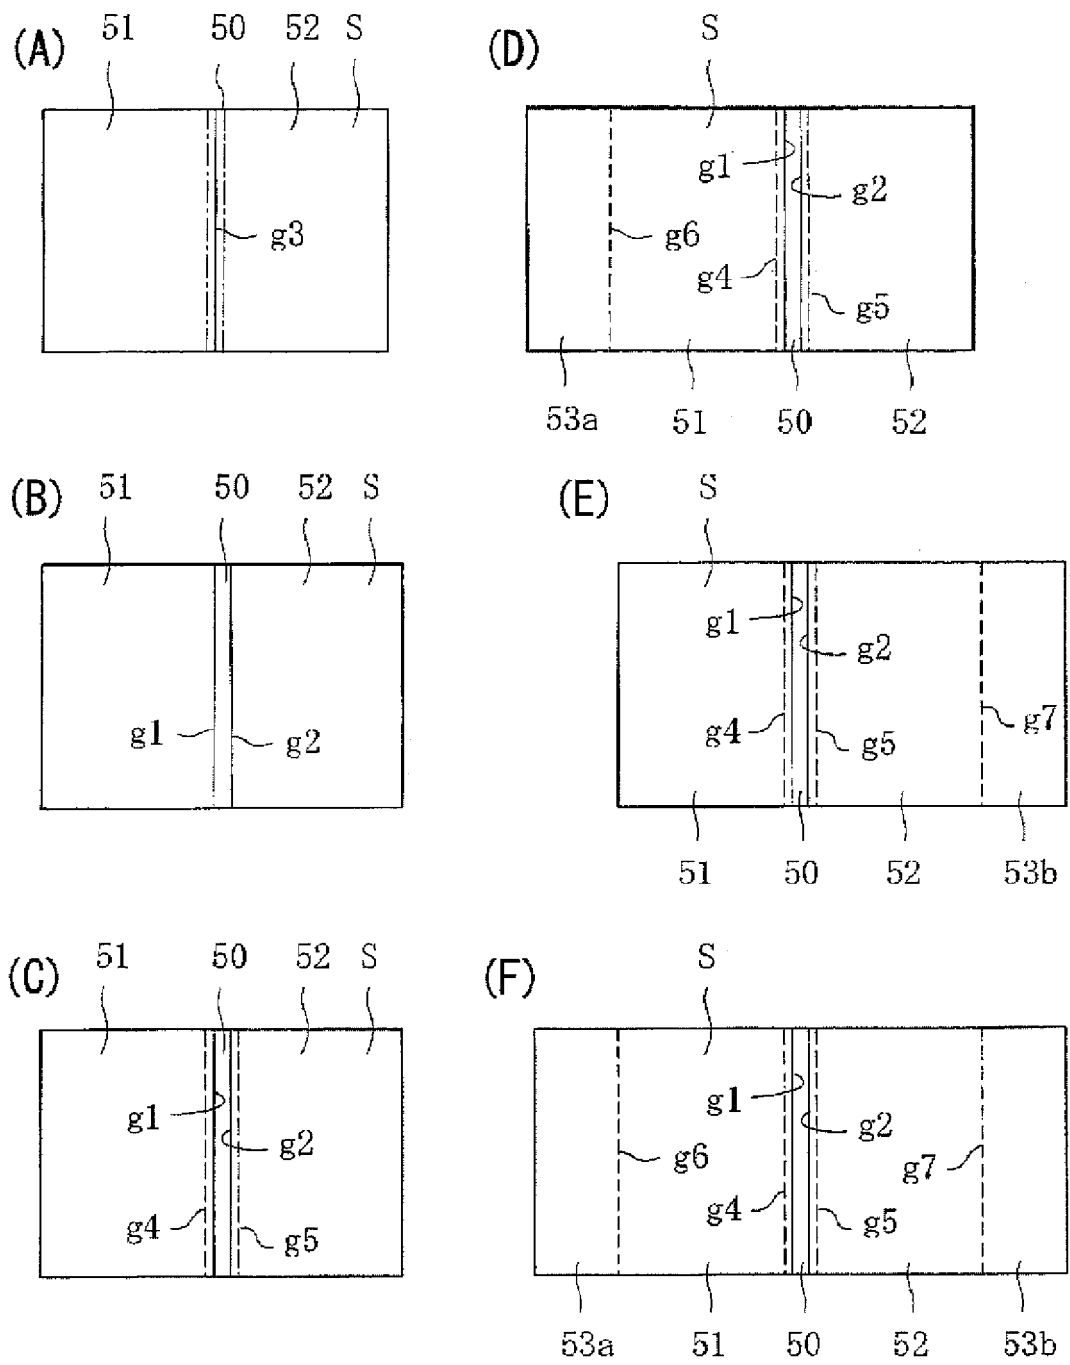 (A) 51 50 52 S
g3
(D) S
g1
g2
g6
g4
g5
53a 51 50 52
(B) 51 50 52 S
g1 g2
(E) S
g1
g2
g4 g5 g7
51 50 52 53b
(C) 51 50 52 S
g1
g2
g4 g5
(F) S
g1
g2
g6 g7
g4 g5
53a 51 50 52 53b